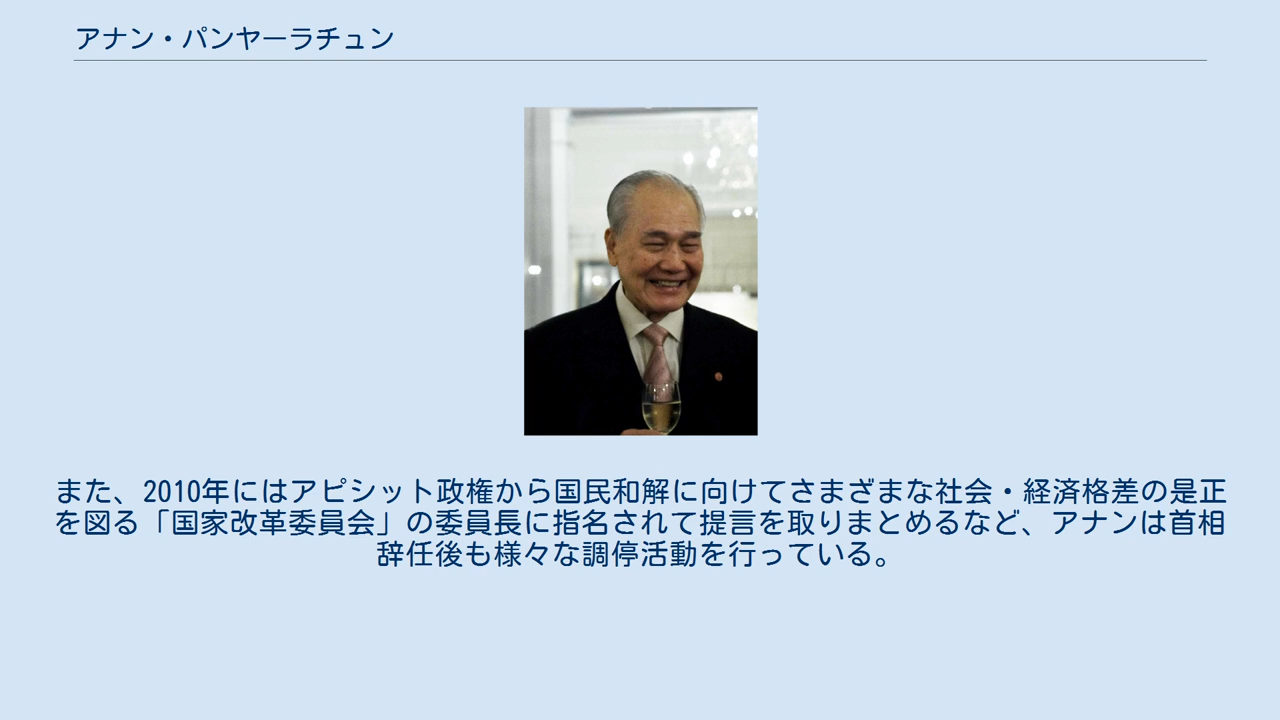 アナン・パンヤーラチュン
また、2010年にはアピシット政権から国民和解に向けてさまざまな社会・経済格差の是正
を図る「国家改革委員会」の委員長に指名されて提言を取りまとめるなど、アナンは首相
辞任後も様々な調停活動を行っている。